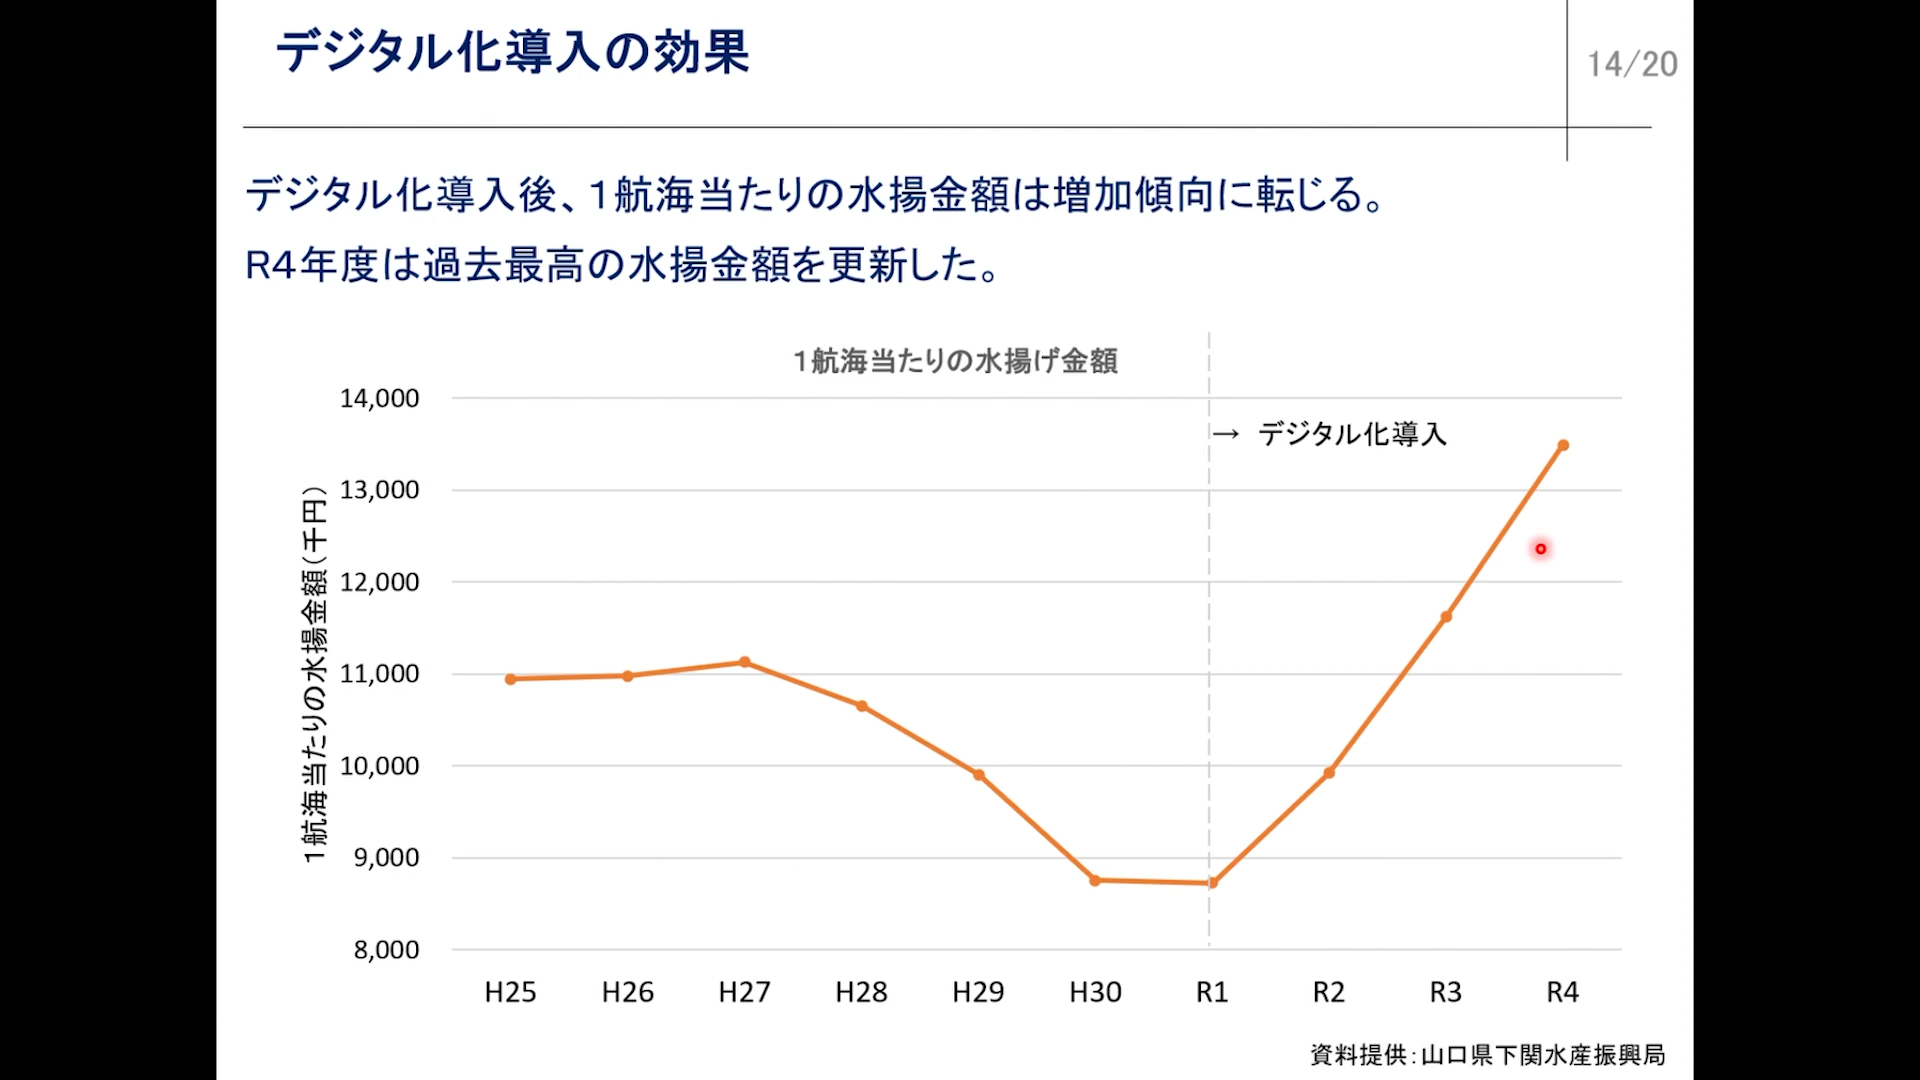 デジタル化導入の効果
14/20
デジタル化導入後、1航海当たりの水揚金額は増加傾向に転じる。
R4年度は過去最高の水揚金額を更新した。
1航海当たりの水揚げ金額
→ デジタル化導入
1航海当たりの水揚金額(千円)
14,000
13,000
12,000
11,000
10,000
9,000
8,000
H25 H26 H27 H28 H29 H30 R1 R2 R3 R4
資料提供：山口県下関水産振興局